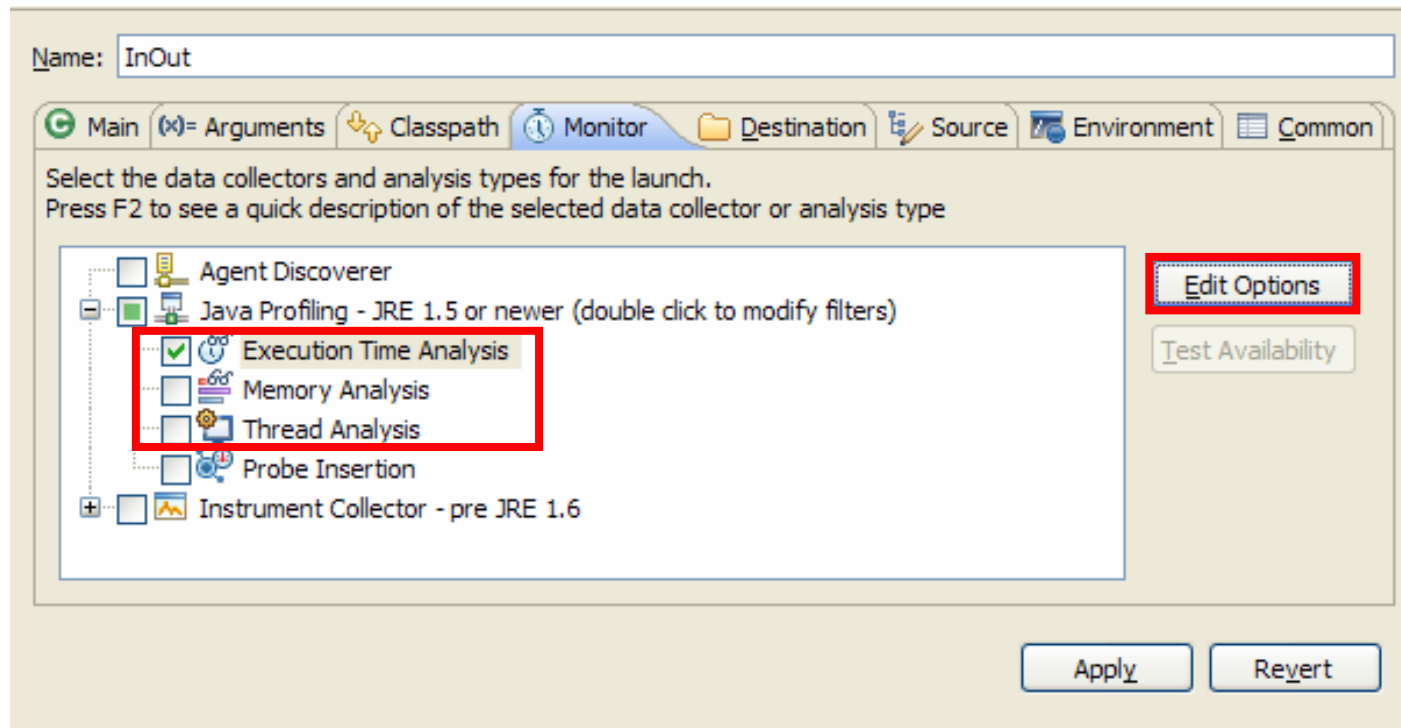 Name: InOut
Main (x)= Arguments Classpath Monitor Destination Source Environment Common
Select the data collectors and analysis types for the launch.
Press F2 to see a quick description of the selected data collector or analysis type
Agent Discoverer
Edit Options
Java Profiling - JRE 1.5 or newer (double click to modify filters)
Execution Time Analysis
Test Availability
Memory Analysis
Thread Analysis
Probe Insertion
Instrument Collector - pre JRE 1.6
Apply Revert